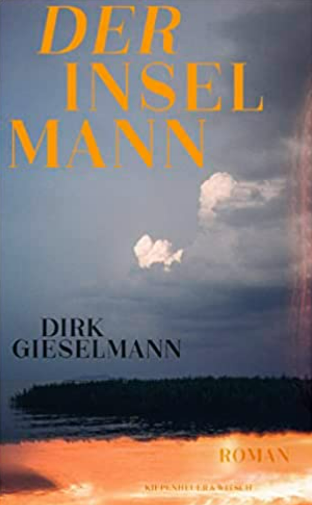 DER
INSEL
MANN
DIRK
GIESELMANN
ROMAN
KIEPENHEUER & WITSCH